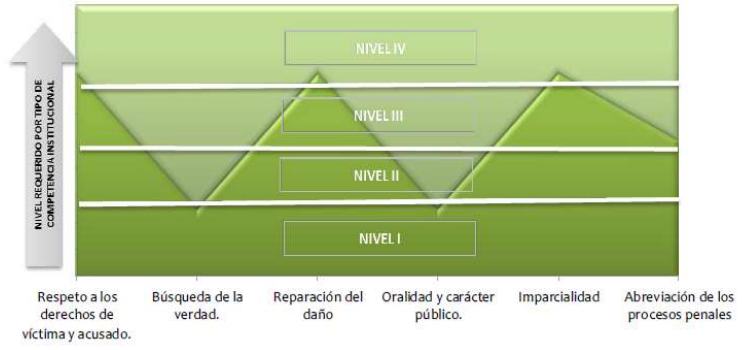 NIVEL REQUERIDO POR TIPO DE
COMPETENCIA INSTITUCIONAL
NIVEL IV
NIVEL III
NIVEL II
NIVEL I
Respeto a los
derechos de
víctima y acusado.
Búsqueda de la
verdad.
Reparación del
daño
Oralidad y carácter
público.
Imparcialidad
Abreviación de los
procesos penales